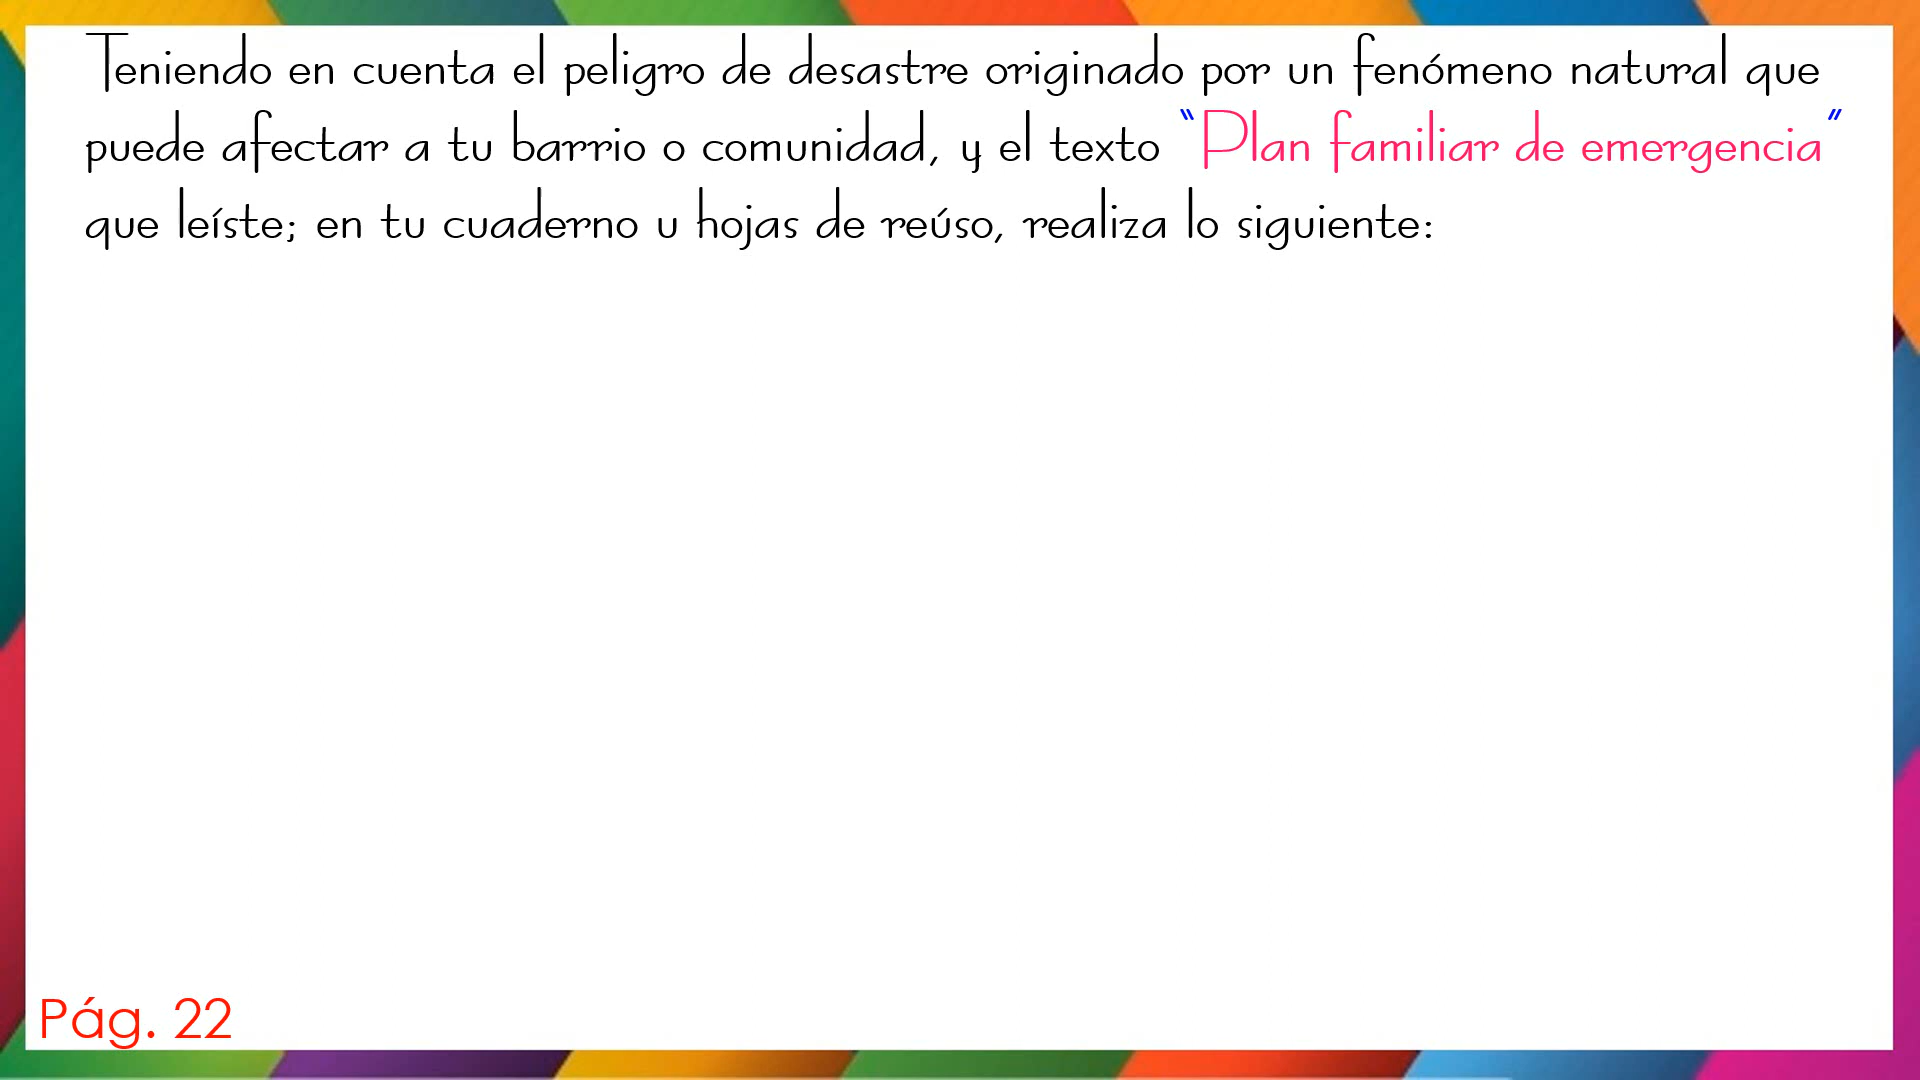 Teniendo en cuenta el peligro de desastre originado por un fenómeno natural que
puede afectar a tu barrio o comunidad, y el texto “Plan familiar de emergencia”
que leíste; en tu cuaderno u hojas de reúso, realiza lo siguiente:
Pág. 22